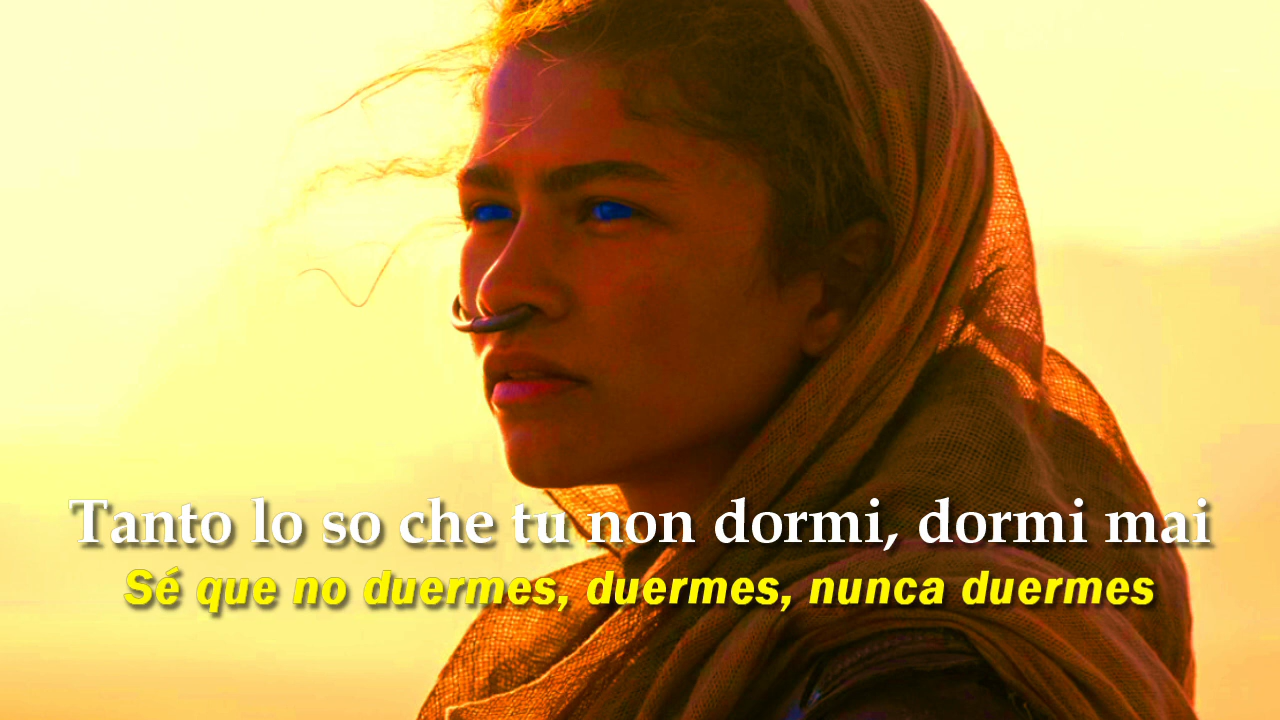 Tanto lo so che tu non dormi, dormi mai
Sé que no duermes, duermes, nunca duermes